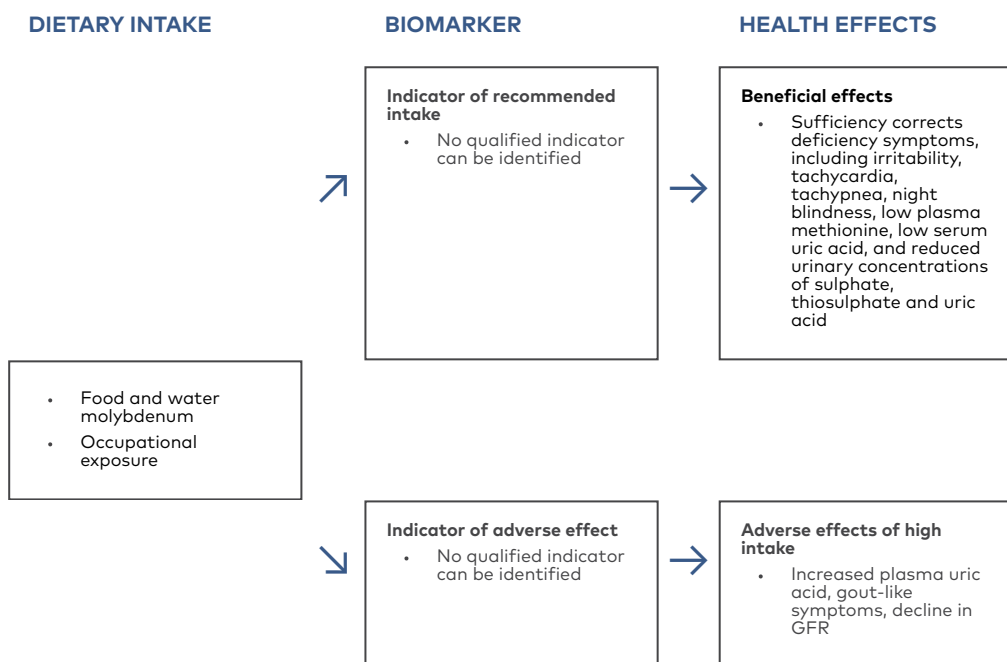 DIETARY INTAKE
BIOMARKER
HEALTH EFFECTS
Indicator of recommended
intake
• No qualified indicator
can be identified
Beneficial effects
• Sufficiency corrects
deficiency symptoms,
including irritability,
tachycardia,
tachypnea, night
blindness, low plasma
methionine, low serum
uric acid, and reduced
urinary concentrations
of sulphate,
thiosulphate and uric
acid
• Food and water
molybdenum
• Occupational
exposure
Indicator of adverse effect
• No qualified indicator
can be identified
Adverse effects of high
intake
• Increased plasma uric
acid, gout-like
symptoms, decline in
GFR